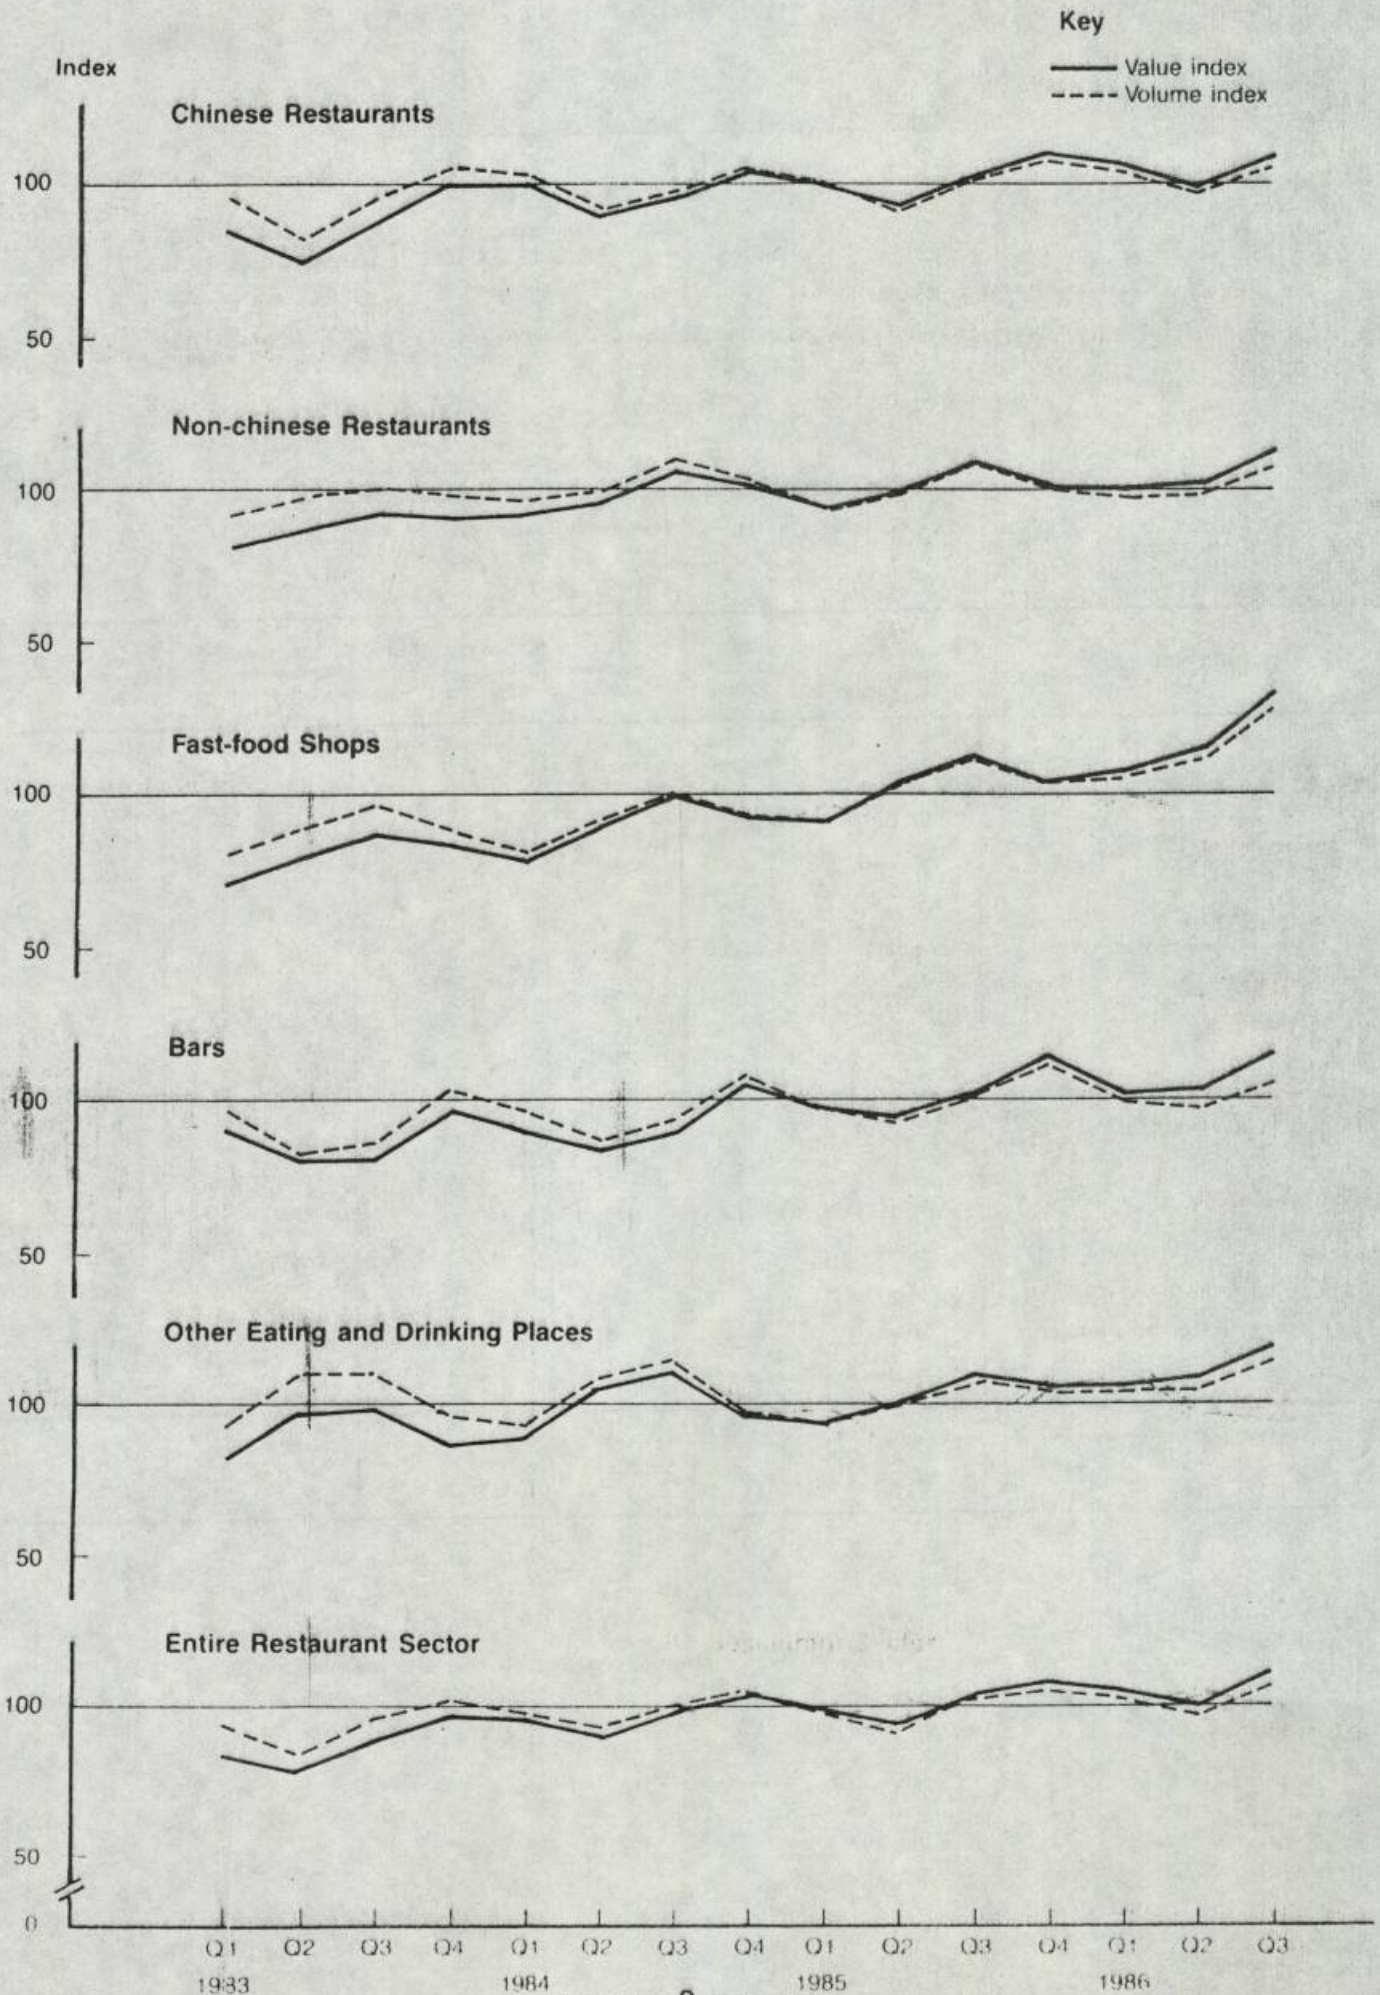 Key
Index
Value index
Volume index
Chinese Restaurants
100
50
Non-chinese Restaurants
100
50
Fast-food Shops
100
50
Bars
100
50
Other Eating and Drinking Places
100
50
Entire Restaurant Sector
100
50
0
Q1 Q2 Q3 Q4 Q1 Q2 Q3 Q4 Q1 Q2 Q3 Q4 Q1 Q2 Q3
1983 1984 1985 1986